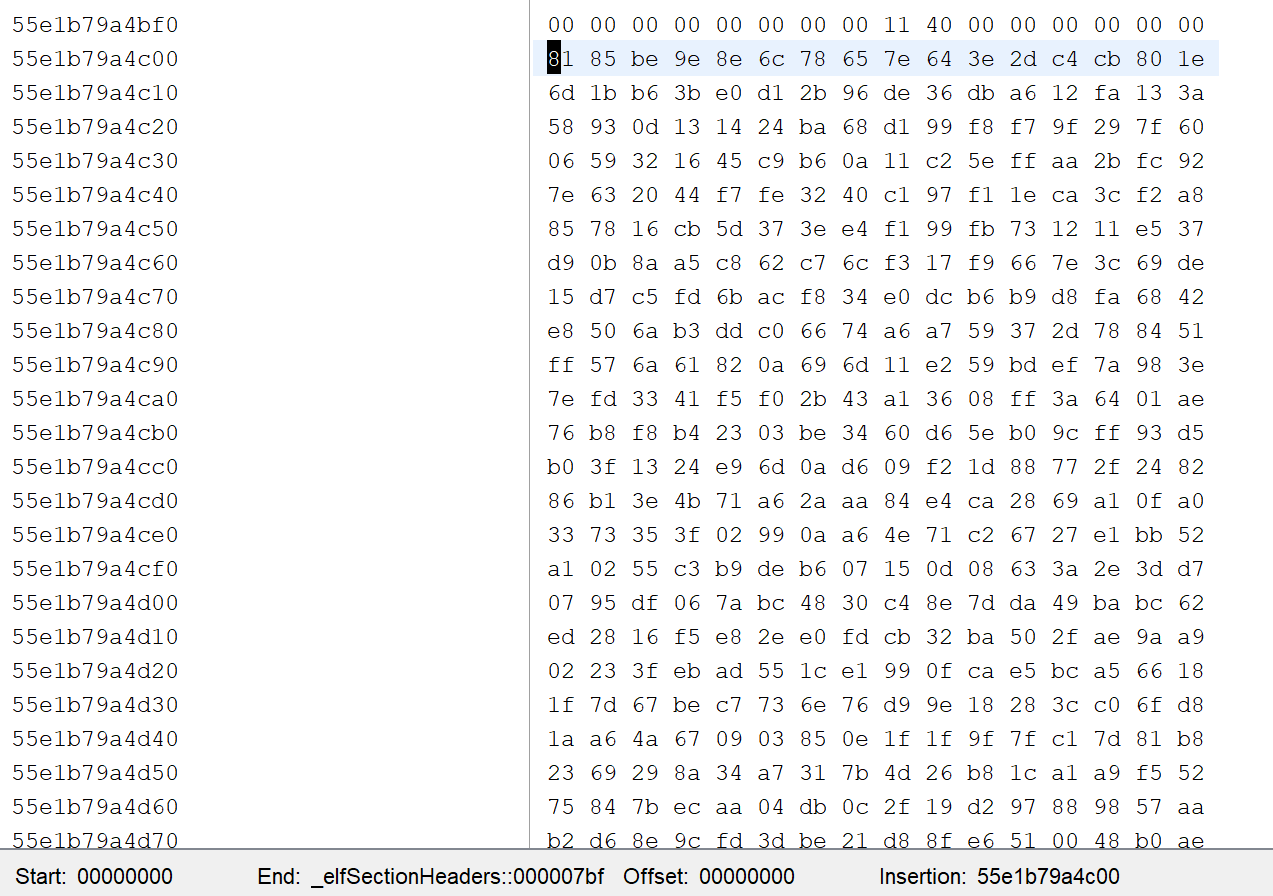 55e1b79a4bf0 00 00 00 00 00 00 00 00 11 40 00 00 00 00 00 00
55e1b79a4c00 81 85 be 9e 8e 6c 78 65 7e 64 3e 2d c4 cb 80 1e
55e1b79a4c10 6d 1b b6 3b e0 d1 2b 96 de 36 db a6 12 fa 13 3a
55e1b79a4c20 58 93 0d 13 14 24 ba 68 d1 99 f8 f7 9f 29 7f 60
55e1b79a4c30 06 59 32 16 45 c9 b6 0a 11 c2 5e ff aa 2b fc 92
55e1b79a4c40 7e 63 20 44 f7 fe 32 40 c1 97 f1 1e ca 3c f2 a8
55e1b79a4c50 85 78 16 cb 5d 37 3e e4 f1 99 fb 73 12 11 e5 37
55e1b79a4c60 d9 0b 8a a5 c8 62 c7 6c f3 17 f9 66 7e 3c 69 de
55e1b79a4c70 15 d7 c5 fd 6b ac f8 34 e0 dc b6 b9 d8 fa 68 42
55e1b79a4c80 e8 50 6a b3 dd c0 66 74 a6 a7 59 37 2d 78 84 51
55e1b79a4c90 ff 57 6a 61 82 0a 69 6d 11 e2 59 bd ef 7a 98 3e
55e1b79a4ca0 7e fd 33 41 f5 f0 2b 43 a1 36 08 ff 3a 64 01 ae
55e1b79a4cb0 76 b8 f8 b4 23 03 be 34 60 d6 5e b0 9c ff 93 d5
55e1b79a4cc0 b0 3f 13 24 e9 6d 0a d6 09 f2 1d 88 77 2f 24 82
55e1b79a4cd0 86 b1 3e 4b 71 a6 2a aa 84 e4 ca 28 69 a1 0f a0
55e1b79a4ce0 33 73 35 3f 02 99 0a a6 4e 71 c2 67 27 e1 bb 52
55e1b79a4cf0 a1 02 55 c3 b9 de b6 07 15 0d 08 63 3a 2e 3d d7
55e1b79a4d00 07 95 df 06 7a bc 48 30 c4 8e 7d da 49 ba bc 62
55e1b79a4d10 ed 28 16 f5 e8 2e e0 fd cb 32 ba 50 2f ae 9a a9
55e1b79a4d20 02 23 3f eb ad 55 1c e1 99 0f ca e5 bc a5 66 18
55e1b79a4d30 1f 7d 67 be c7 73 6e 76 d9 9e 18 28 3c c0 6f d8
55e1b79a4d40 1a a6 4a 67 09 03 85 0e 1f 1f 9f 7f c1 7d 81 b8
55e1b79a4d50 23 69 29 8a 34 a7 31 7b 4d 26 b8 1c a1 a9 f5 52
55e1b79a4d60 75 84 7b ec aa 04 db 0c 2f 19 d2 97 88 98 57 aa
55e1b79a4d70 b2 d6 8e 9c fd 3d be 21 d8 8f e6 51 00 48 b0 ae
Start: 00000000 End: _elfSectionHeaders::000007bf Offset: 00000000 Insertion: 55e1b79a4c00